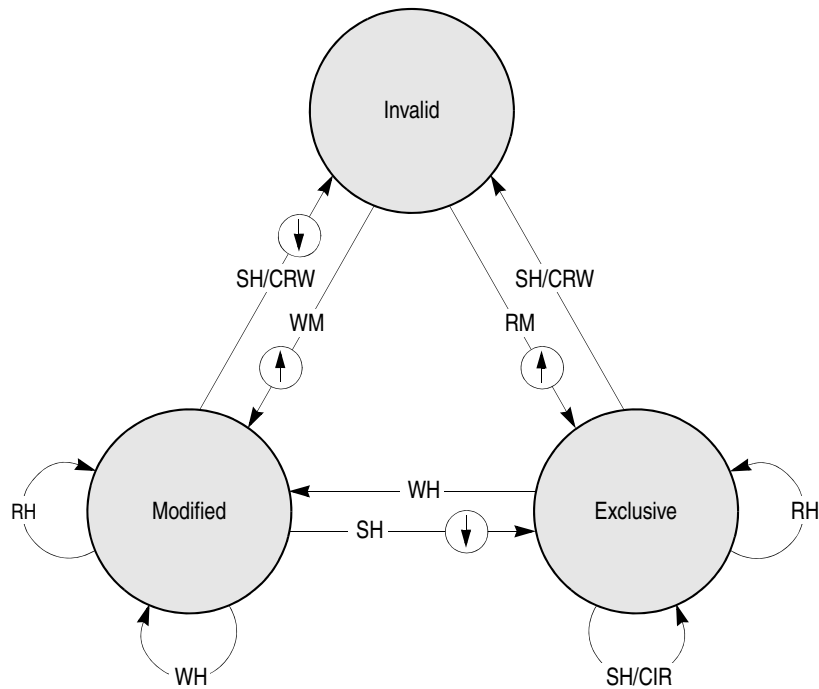 Invalid
SH/CRW
SH/CRW
WM
RM
WH
RH
Modified
Exclusive
RH
SH
WH
SH/CIR